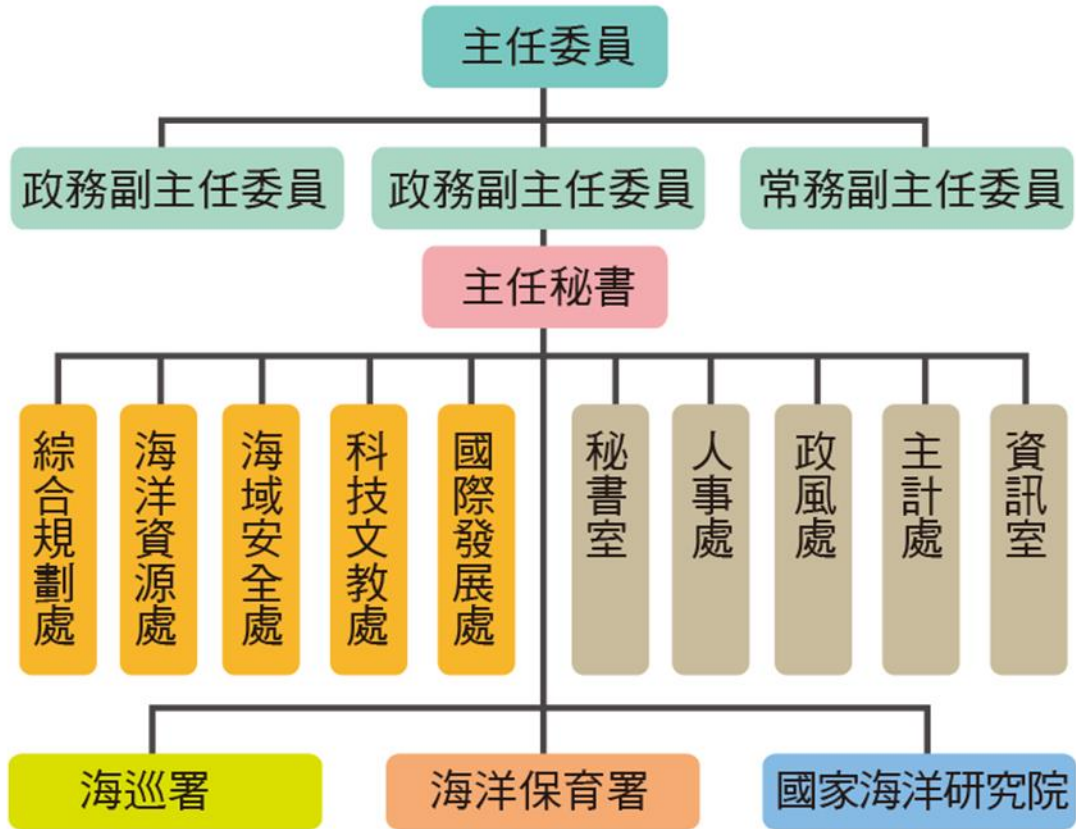 主任委員
政務副主任委員
政務副主任委員
常務副主任委員
主任秘書
綜合規劃處
海洋資源處
海域安全處
科技文教處
國際發展處
秘書室
人事處
政風處
主計處
資訊室
海巡署
海洋保育署
國家海洋研究院